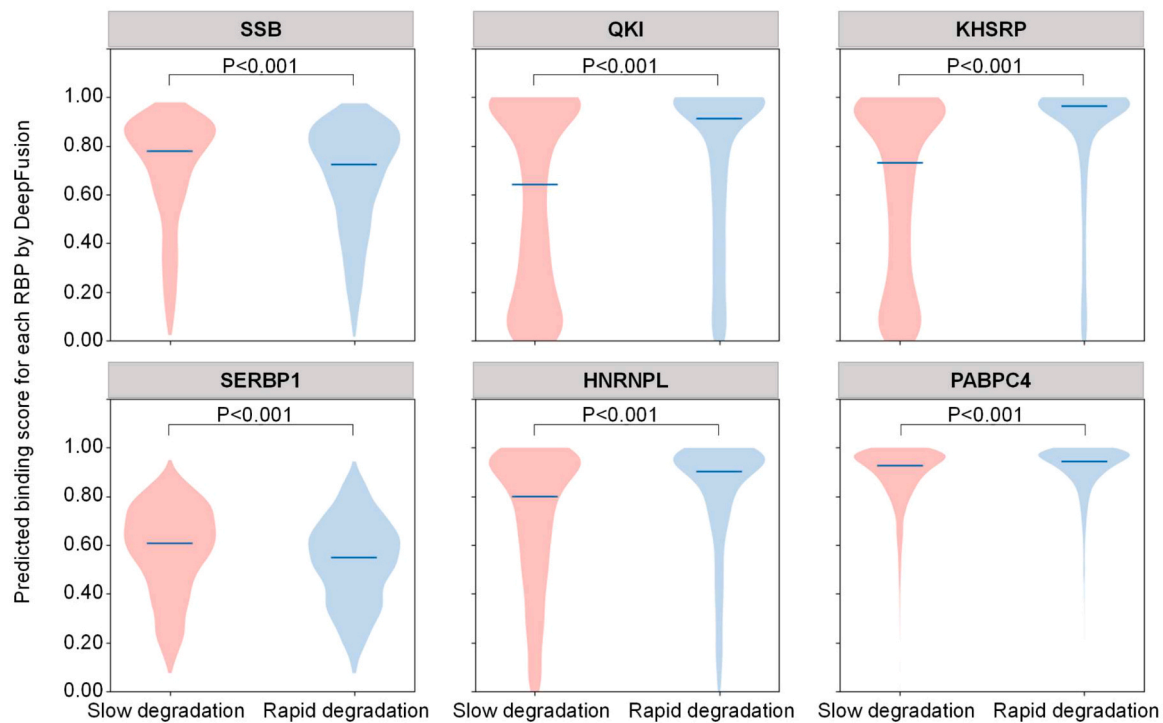 SSB
QKI
KHSRP
P<0.001
P<0.001
P<0.001
1.00
0.80
0.60
0.40
0.20
0.00
SERBP1
HNRNPL
PABPC4
P<0.001
P<0.001
P<0.001
1.00
0.80
0.60
0.40
0.20
0.00
Slow degradation Rapid degradation
Slow degradation Rapid degradation
Slow degradation Rapid degradation
Predicted binding score for each RBP by DeepFusion